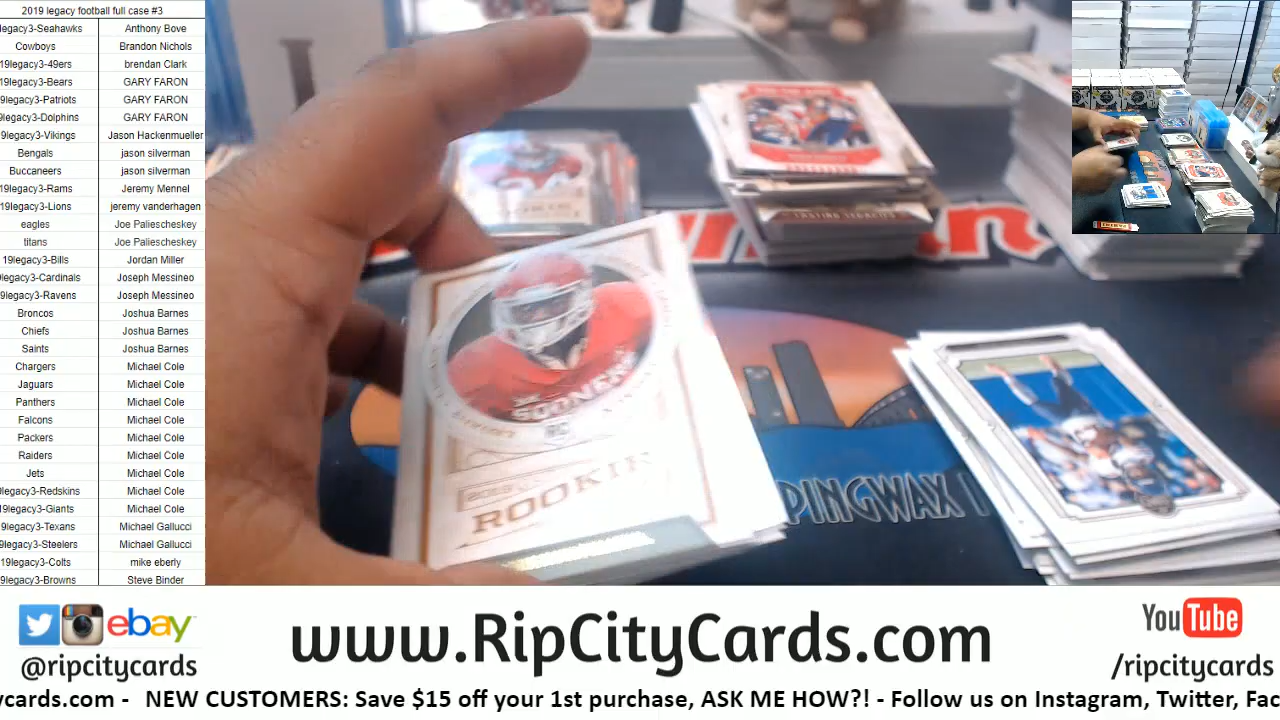 2019 legacy football full case #3
legacy3-Seahawks Anthony Bove
Cowboys Brandon Nichols
19legacy3-49ers brendan Clark
19legacy3-Bears GARY FARON
19legacy3-Patriots GARY FARON
19legacy3-Dolphins GARY FARON
19legacy3-Vikings Jason Hackenmueller
Bengals jason silverman
Buccaneers jason silverman
19legacy3-Rams Jeremy Mennel
19legacy3-Lions jeremy vanderhagen
eagles Joe Paliescheskey
titans Joe Paliescheskey
19legacy3-Bills Jordan Miller
9legacy3-Cardinals Joseph Messineo
9legacy3-Ravens Joseph Messineo
Broncos Joshua Barnes
Chiefs Joshua Barnes
Saints Joshua Barnes
Chargers Michael Cole
Jaguars Michael Cole
Panthers Michael Cole
Falcons Michael Cole
Packers Michael Cole
Raiders Michael Cole
Jets Michael Cole
legacy3-Redskins Michael Cole
9legacy3-Giants Michael Cole
9legacy3-Texans Michael Gallucci
9legacy3-Steelers Michael Gallucci
19legacy3-Colts mike eberly
9legacy3-Browns Steve Binder
LASTING LEGACIES
SOONERS
ROOKIE
PPINGWAX
ebay
@ripcitycards
www.RipCityCards.com
YouTube
/ripcitycards
ycards.com - NEW CUSTOMERS: Save $15 off your 1st purchase, ASK ME HOW?! - Follow us on Instagram, Twitter, Fac